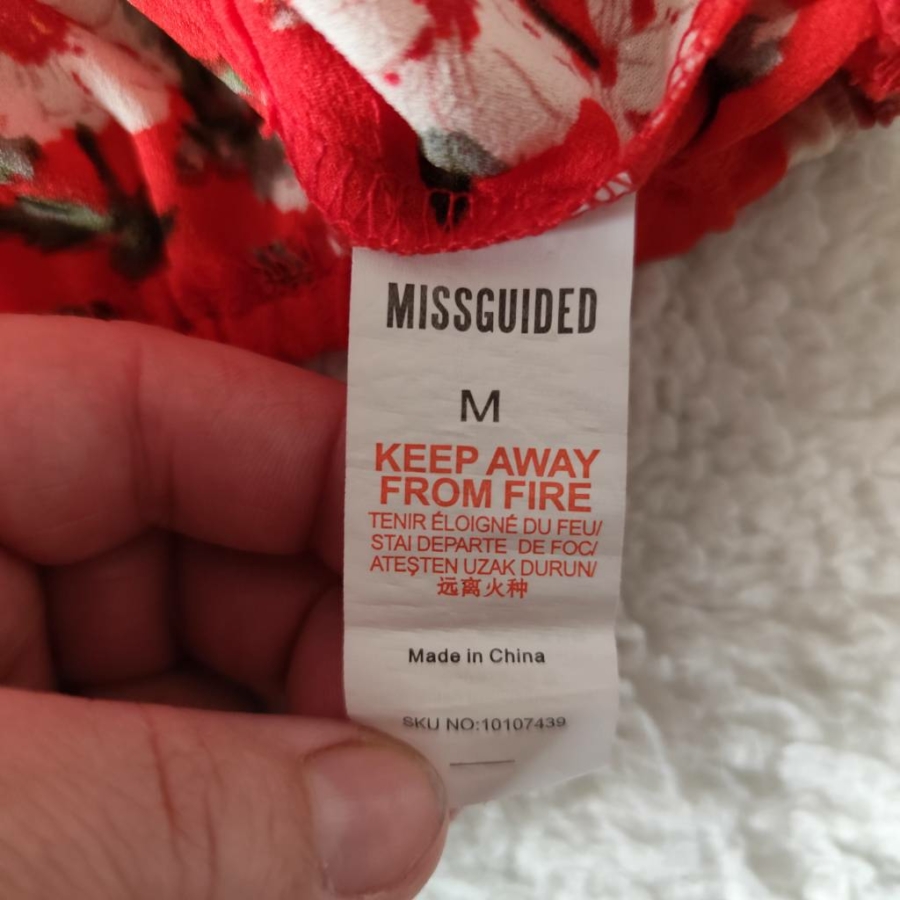 MISSGUIDED
M
KEEP AWAY
FROM FIRE
TENIR ÉLOIGNÉ DU FEU/
STAI DEPARTE DE FOC/
ATEŞTEN UZAK DURUN/
远离火种
Made in China
SKU NO:10107439